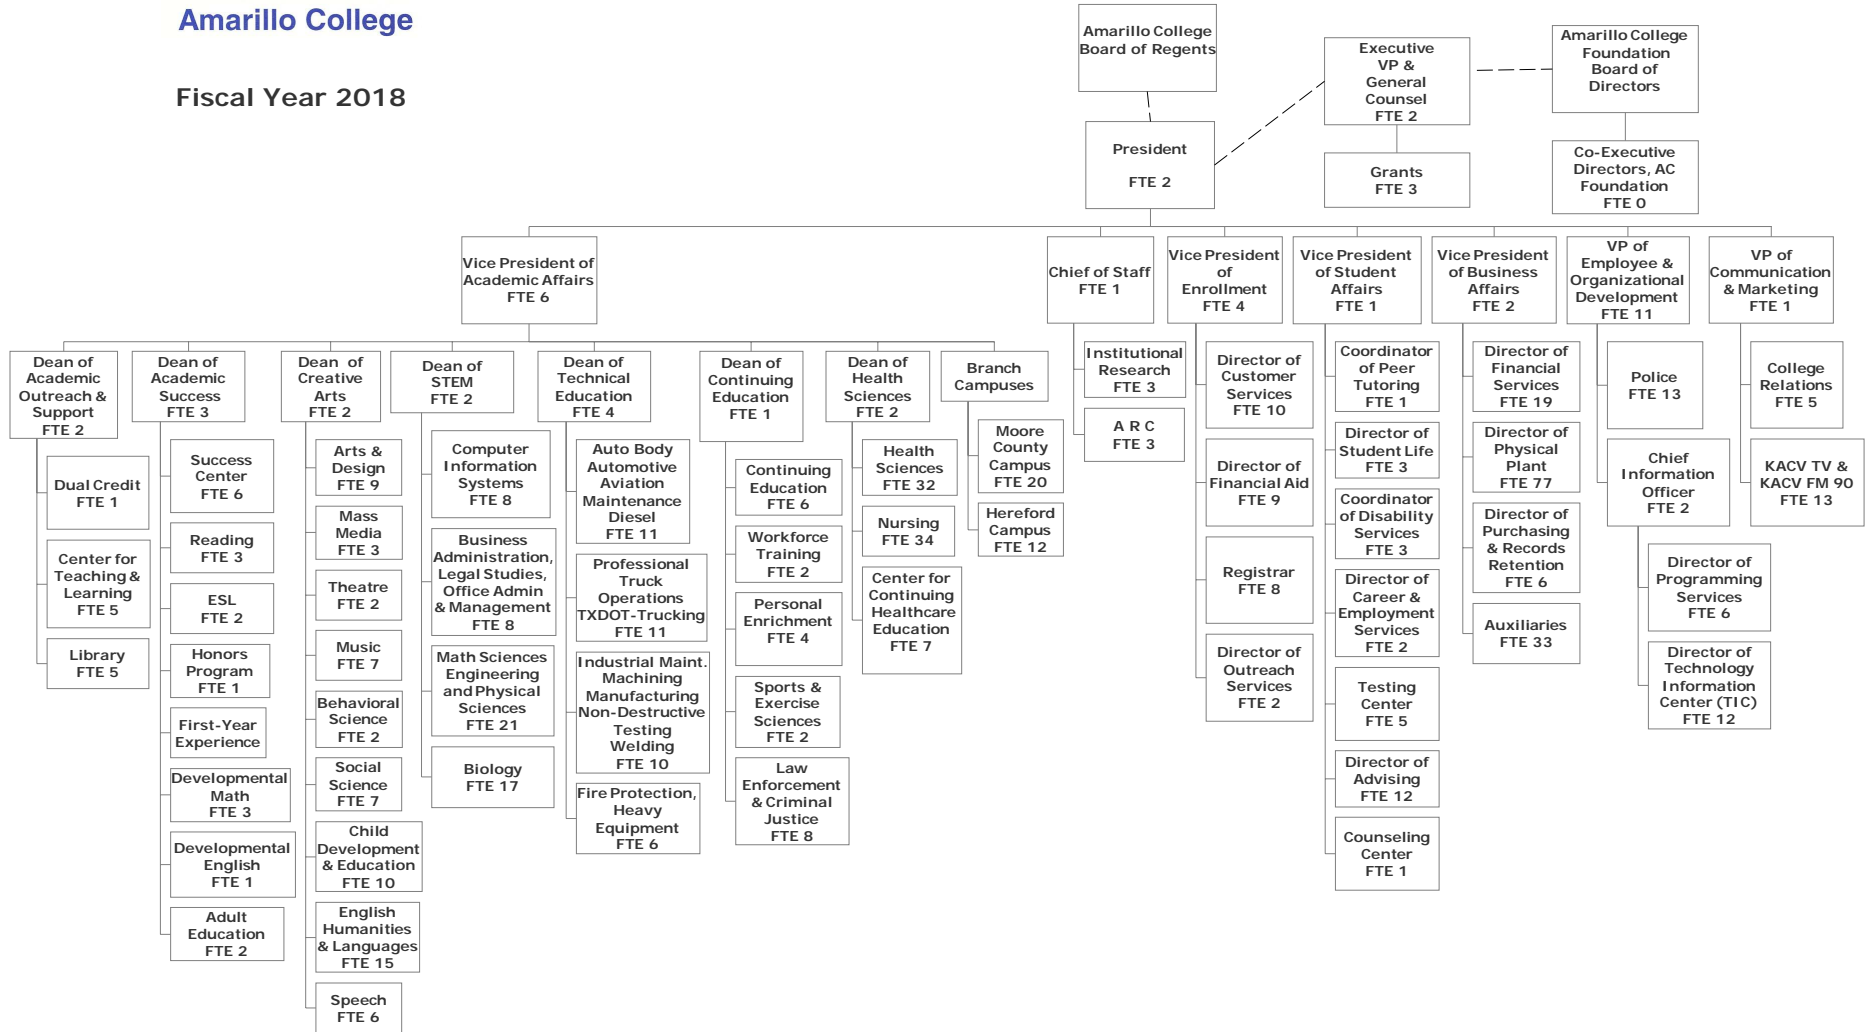 Amarillo College
Fiscal Year 2018
Amarillo College
Board of Regents
Executive
VP &
General
Counsel
FTE 2
Amarillo College
Foundation
Board of
Directors
President
FTE 2
Grants
FTE 3
Co-Executive
Directors, AC
Foundation
FTE 0
Vice President of
Academic Affairs
FTE 6
Chief of Staff
FTE 1
Vice President
of
Enrollment
FTE 4
Vice President
of Student
Affairs
FTE 1
Vice President
of Business
Affairs
FTE 2
VP of
Employee &
Organizational
Development
FTE 11
VP of
Communication
& Marketing
FTE 1
Dean of
Academic
Outreach &
Support
FTE 2
Dual Credit
FTE 1
Center for
Teaching &
Learning
FTE 5
Library
FTE 5
Dean of
Academic
Success
FTE 3
Success
Center
FTE 6
Reading
FTE 3
ESL
FTE 2
Honors
Program
FTE 1
First-Year
Experience
Developmental
Math
FTE 3
Developmental
English
FTE 1
Adult
Education
FTE 2
Dean of
Creative
Arts
FTE 2
Arts &
Design
FTE 9
Mass
Media
FTE 3
Theatre
FTE 2
Music
FTE 7
Behavioral
Science
FTE 2
Social
Science
FTE 7
Child
Development
& Education
FTE 10
English
Humanities
& Languages
FTE 15
Speech
FTE 6
Dean of
STEM
FTE 2
Computer
Information
Systems
FTE 8
Business
Administration,
Legal Studies,
Office Admin
& Management
FTE 8
Math Sciences
Engineering
and Physical
Sciences
FTE 21
Biology
FTE 17
Dean of
Technical
Education
FTE 4
Auto Body
Automotive
Aviation
Maintenance
Diesel
FTE 11
Professional
Truck
Operations
TXDOT-Trucking
FTE 11
Industrial Maint.
Machining
Manufacturing
Non-Destructive
Testing
Welding
FTE 10
Fire Protection,
Heavy
Equipment
FTE 6
Dean of
Continuing
Education
FTE 1
Continuing
Education
FTE 6
Workforce
Training
FTE 2
Personal
Enrichment
FTE 4
Sports &
Exercise
Sciences
FTE 2
Law
Enforcement
& Criminal
Justice
FTE 8
Dean of
Health
Sciences
FTE 2
Health
Sciences
FTE 32
Nursing
FTE 34
Center for
Continuing
Healthcare
Education
FTE 7
Branch
Campuses
Moore
County
Campus
FTE 20
Hereford
Campus
FTE 12
Institutional
Research
FTE 3
A R C
FTE 3
Director of
Customer
Services
FTE 10
Director of
Financial Aid
FTE 9
Registrar
FTE 8
Director of
Outreach
Services
FTE 2
Coordinator
of Peer
Tutoring
FTE 1
Director of
Student Life
FTE 3
Coordinator
of Disability
Services
FTE 3
Director of
Career &
Employment
Services
FTE 2
Testing
Center
FTE 5
Director of
Advising
FTE 12
Counseling
Center
FTE 1
Director of
Financial
Services
FTE 19
Director of
Physical
Plant
FTE 77
Director of
Purchasing
& Records
Retention
FTE 6
Auxiliaries
FTE 33
Police
FTE 13
Chief
Information
Officer
FTE 2
Director of
Programming
Services
FTE 6
Director of
Technology
Information
Center (TIC)
FTE 12
College
Relations
FTE 5
KACV TV &
KACV FM 90
FTE 13